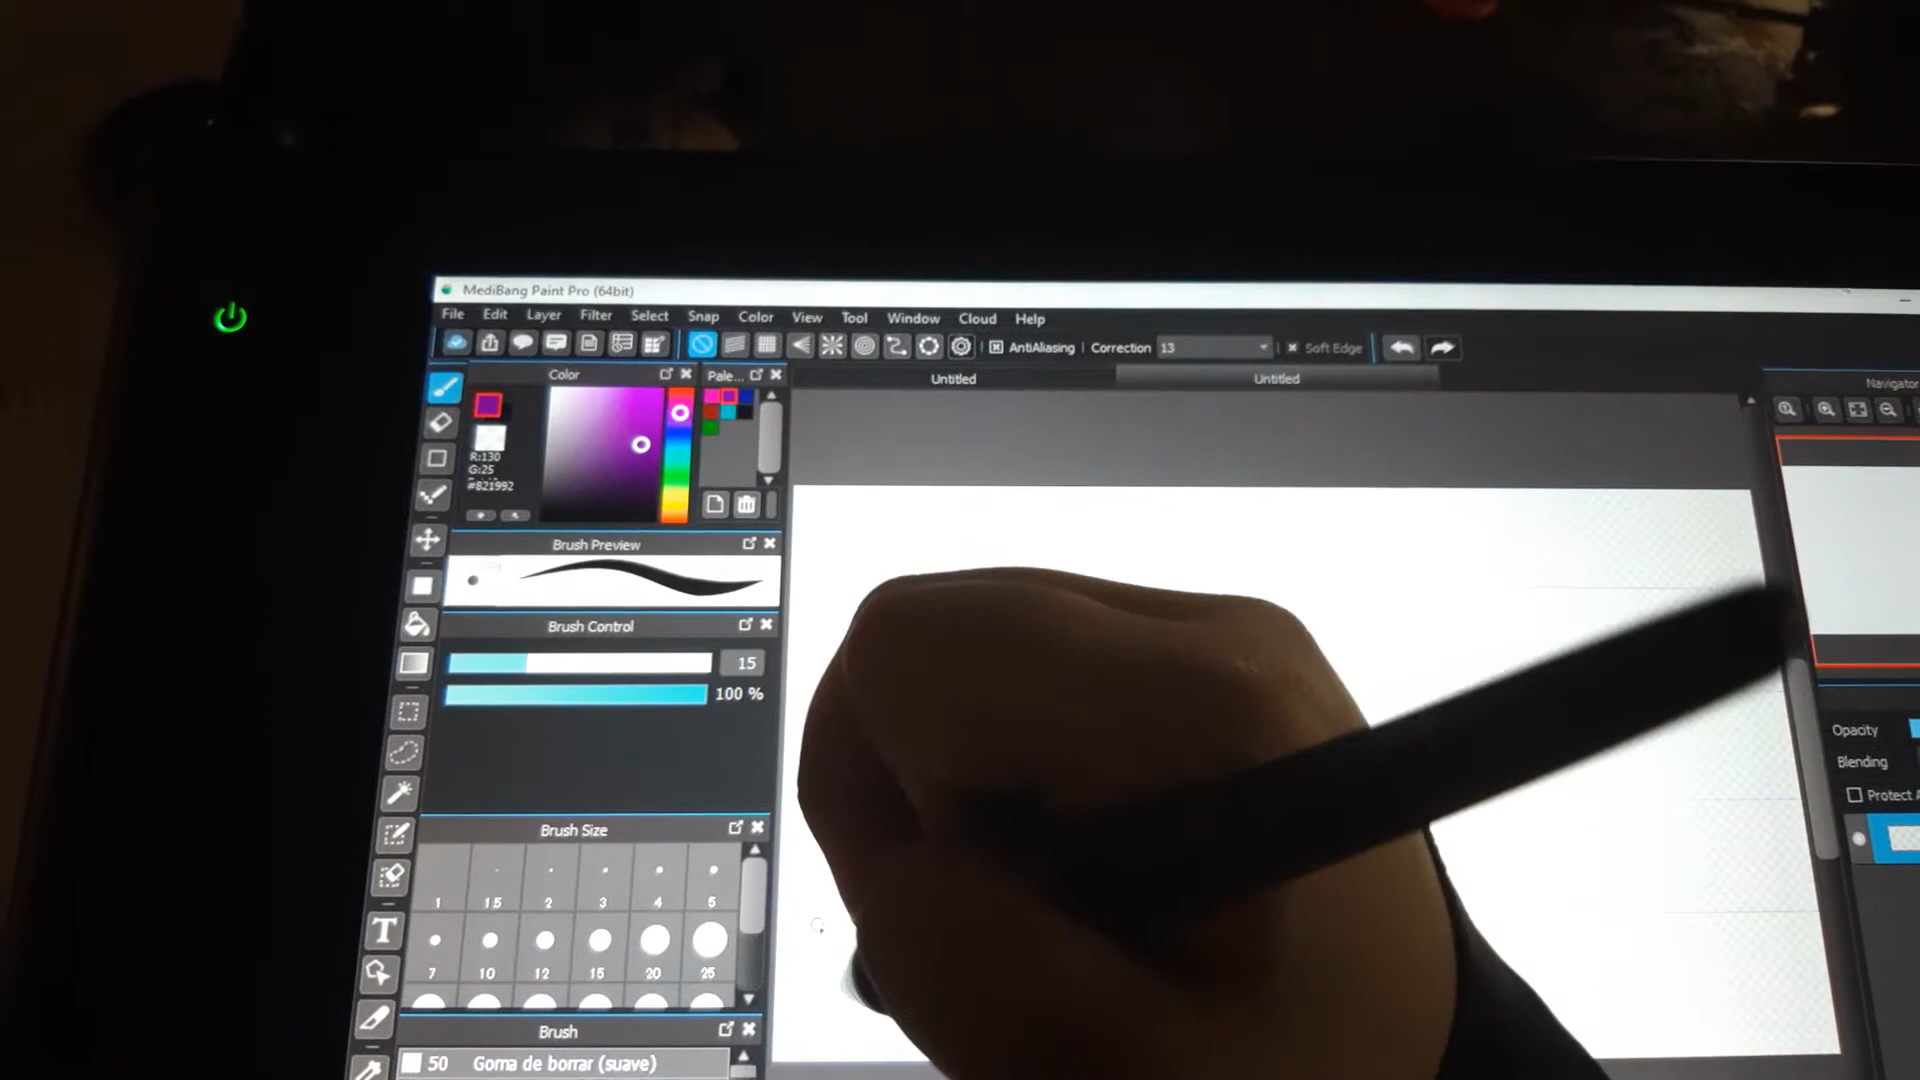 MediBang Paint Pro (64bit)
File Edit Layer Filter Select Snap Color View Tool Window Cloud Help
AntiAliasing Correction 13 Soft Edge
Color Pale... Untitled Untitled Navigator
R:130
G:25
#821992
Brush Preview
Brush Control
15
100 %
Opacity
Blending
Protect A
Brush Size
1 1.5 2 3 4 5
7 10 12 15 20 25
T
Brush
50 Goma de borrar (suave)